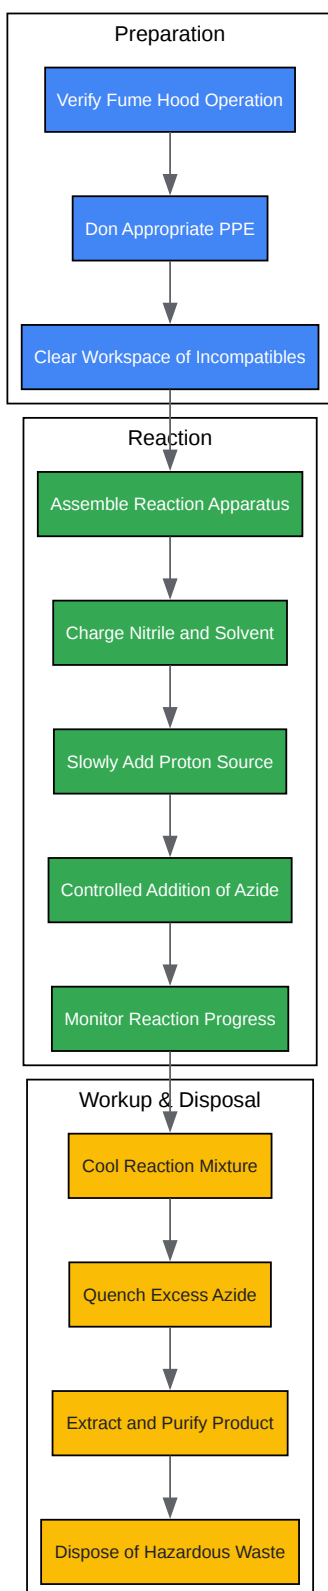 Preparation
Verify Fume Hood Operation
Don Appropriate PPE
Clear Workspace of Incompatibles
Reaction
Assemble Reaction Apparatus
Charge Nitrile and Solvent
Slowly Add Proton Source
Controlled Addition of Azide
Monitor Reaction Progress
Workup & Disposal
Cool Reaction Mixture
Quench Excess Azide
Extract and Purify Product
Dispose of Hazardous Waste